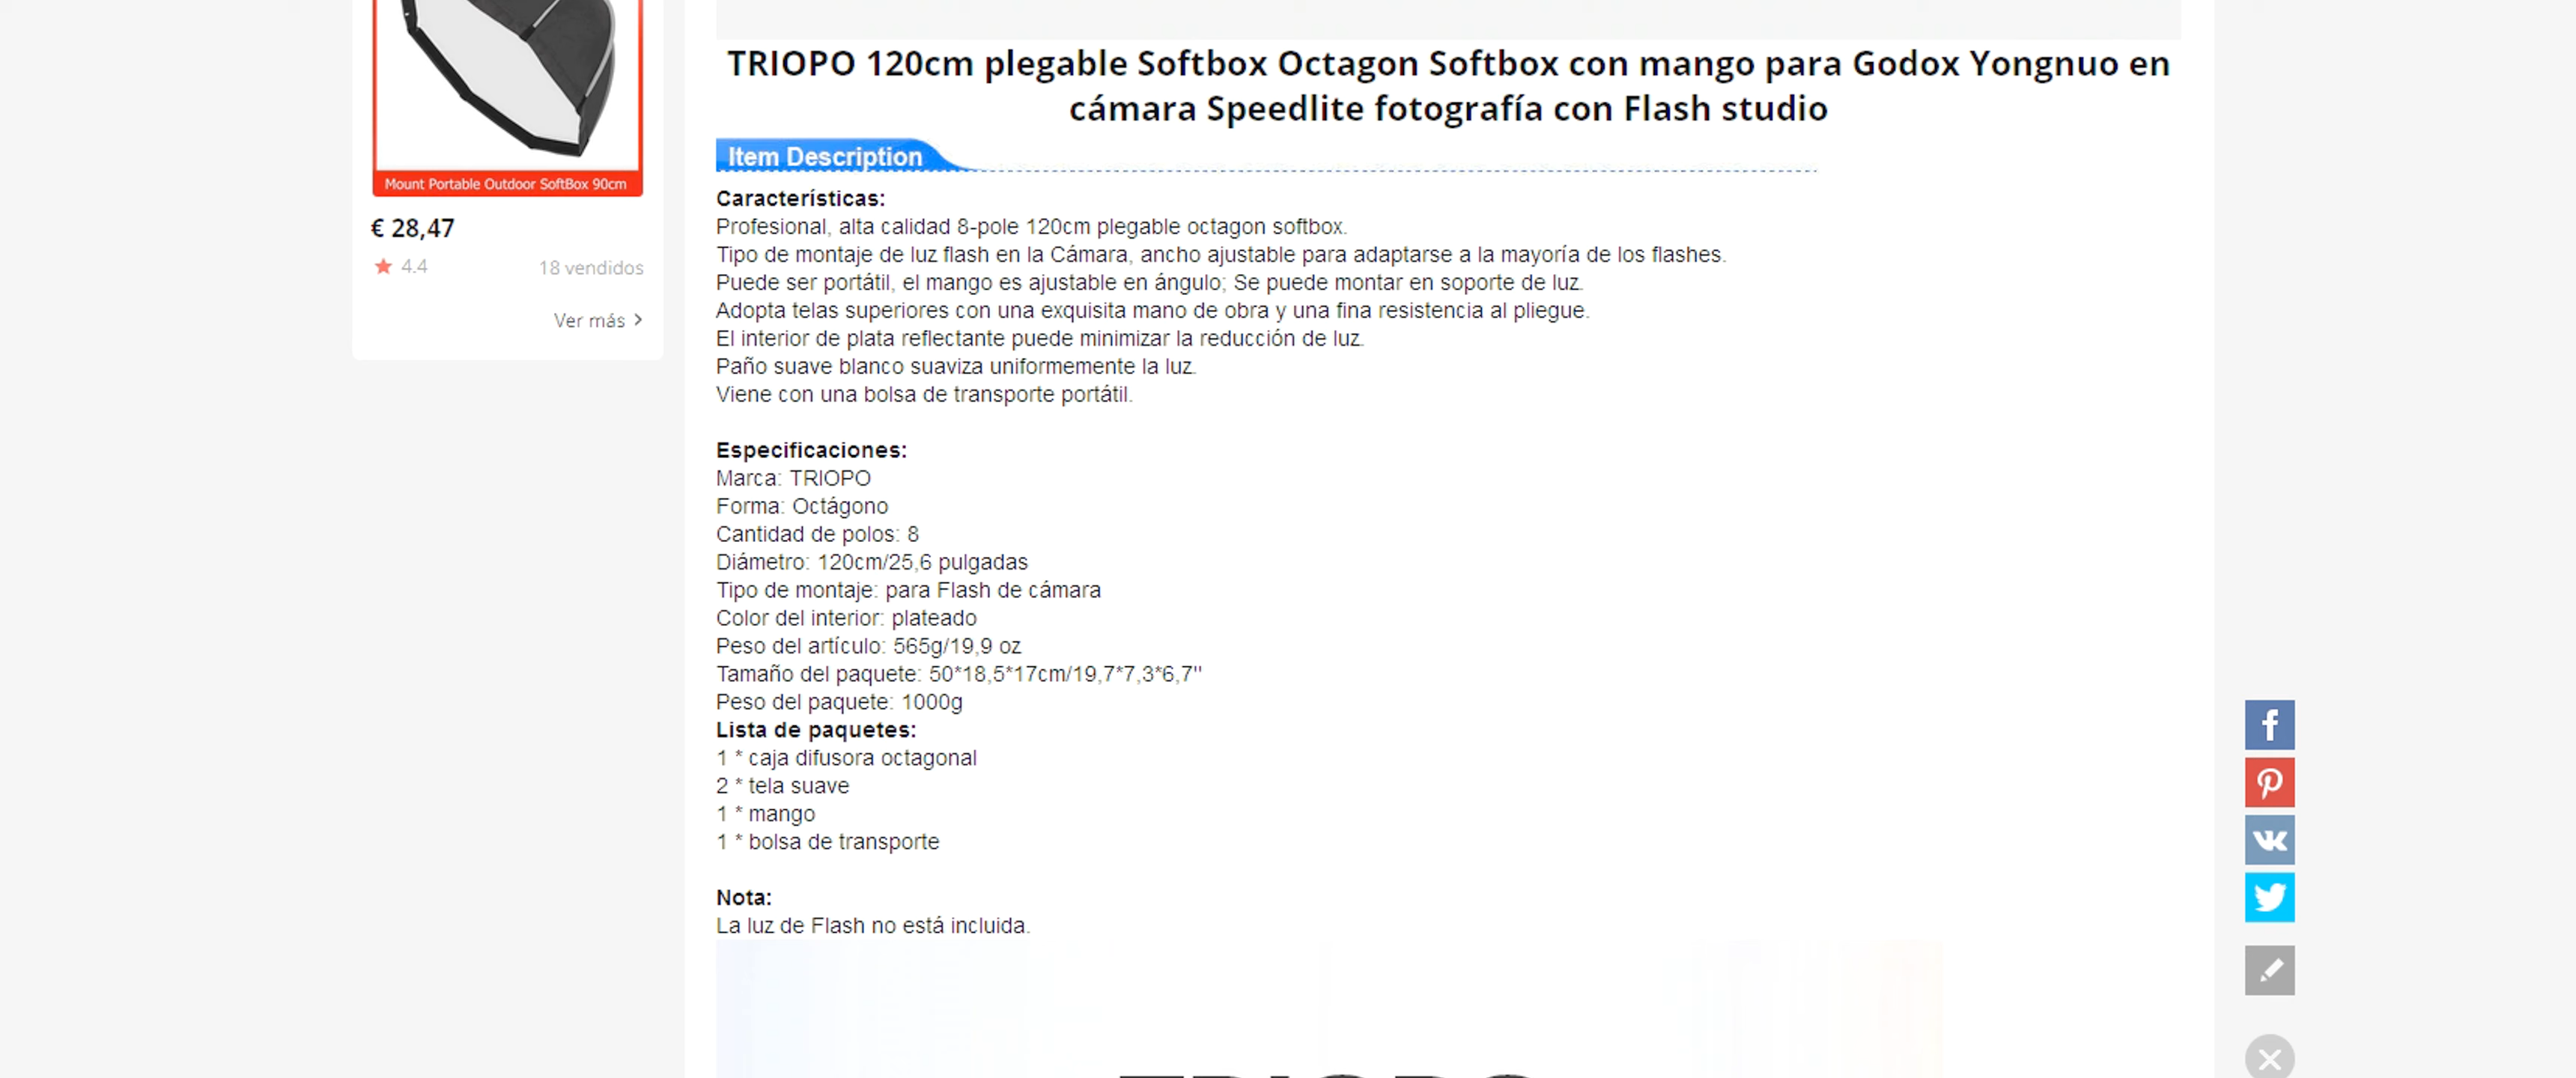 Mount Portable Outdoor SoftBox 90cm
€ 28,47
4.4
18 vendidos
Ver más
TRIOPO 120cm plegable Softbox Octagon Softbox con mango para Godox Yongnuo en
cámara Speedlite fotografía con Flash studio
Item Description
Características:
Profesional, alta calidad 8-pole 120cm plegable octagon softbox.
Tipo de montaje de luz flash en la Cámara, ancho ajustable para adaptarse a la mayoría de los flashes.
Puede ser portátil, el mango es ajustable en ángulo; Se puede montar en soporte de luz.
Adopta telas superiores con una exquisita mano de obra y una fina resistencia al pliegue.
El interior de plata reflectante puede minimizar la reducción de luz.
Paño suave blanco suaviza uniformemente la luz.
Viene con una bolsa de transporte portátil.
Especificaciones:
Marca: TRIOPO
Forma: Octágono
Cantidad de polos: 8
Diámetro: 120cm/25,6 pulgadas
Tipo de montaje: para Flash de cámara
Color del interior: plateado
Peso del artículo: 565g/19,9 oz
Tamaño del paquete: 50*18,5*17cm/19,7*7,3*6,7"
Peso del paquete: 1000g
Lista de paquetes:
1 * caja difusora octagonal
2 * tela suave
1 * mango
1 * bolsa de transporte
Nota:
La luz de Flash no está incluida.